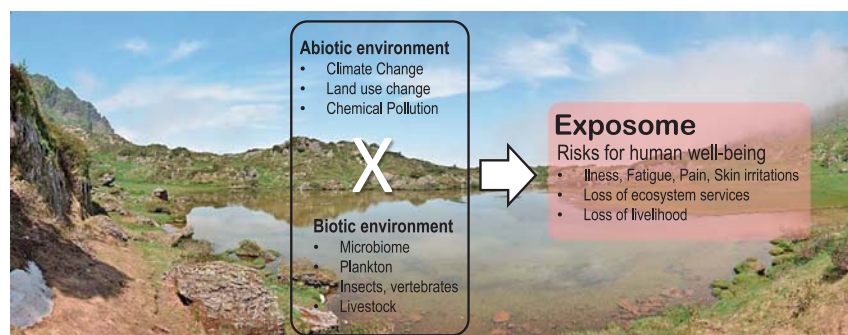 Abiotic environment
• Climate Change
• Land use change
• Chemical Pollution
X
Biotic environment
• Microbiome
• Plankton
• Insects, vertebrates
• Livestock
Exposome
Risks for human well-being
• Ilness, Fatigue, Pain, Skin irritations
• Loss of ecosystem services
• Loss of livelihood